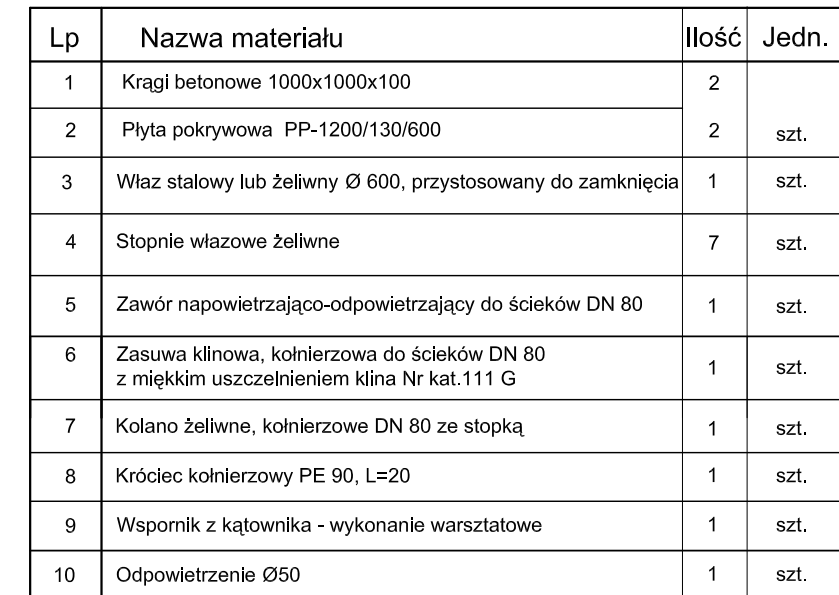 Lp Nazwa materiału Ilość Jedn.
1 Kręgi betonowe 1000x1000x100 2
2 Płyta pokrywowa PP-1200/130/600 2 szt.
3 Właz stalowy lub żeliwny Ø 600, przystosowany do zamknięcia 1 szt.
4 Stopnie włazowe żeliwne 7 szt.
5 Zawór napowietrzająco-odpowietrzający do ścieków DN 80 1 szt.
6 Zasuwa klinowa, kołnierzowa do ścieków DN 80
z miękkim uszczelnieniem klina Nr kat.111 G 1 szt.
7 Kolano żeliwne, kołnierzowe DN 80 ze stopką 1 szt.
8 Króciec kołnierzowy PE 90, L=20 1 szt.
9 Wspornik z kątownika - wykonanie warsztatowe 1 szt.
10 Odpowietrzenie Ø50 1 szt.